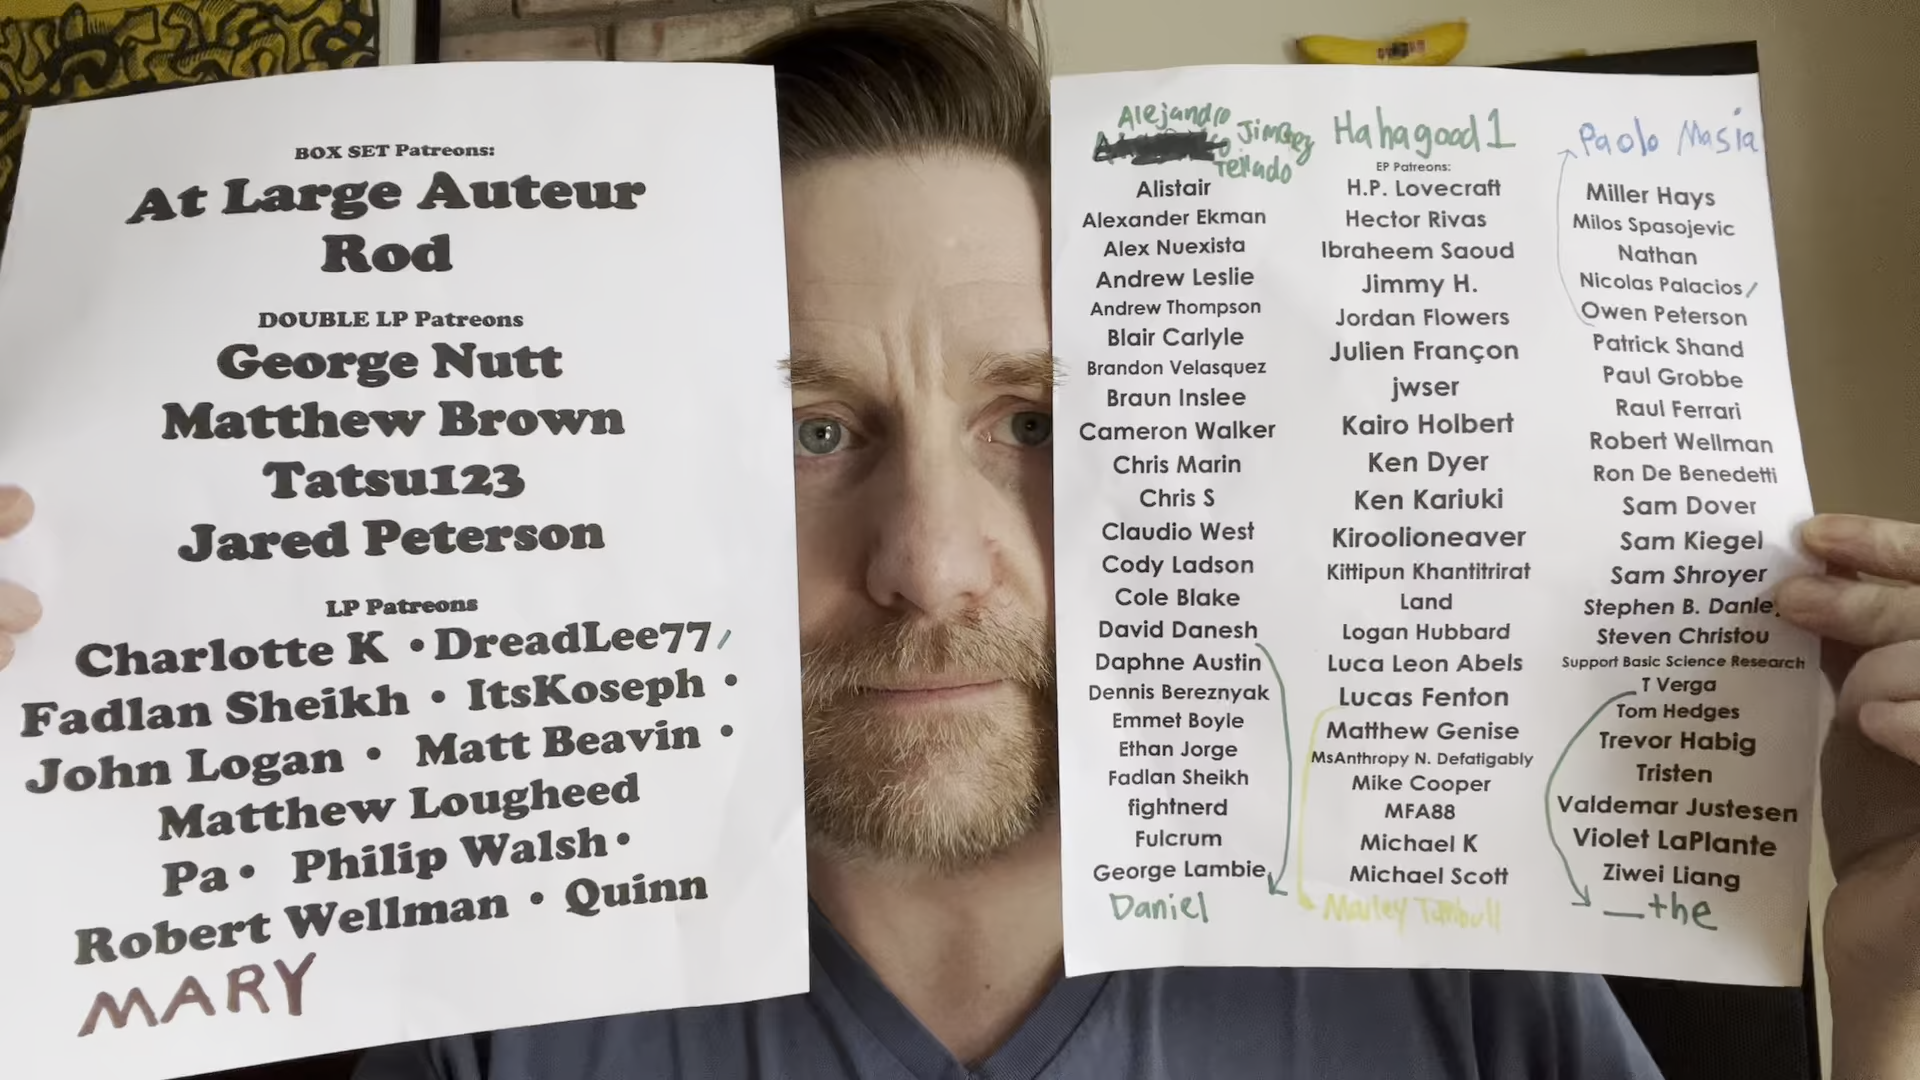 BOX SET Patreons:
At Large Auteur
Rod
DOUBLE LP Patreons
George Nutt
Matthew Brown
Tatsu123
Jared Peterson
LP Patreons
Charlotte K • DreadLee77 /
Fadlan Sheikh • ItsKoseph •
John Logan • Matt Beavin •
Matthew Lougheed
Pa • Philip Walsh •
Robert Wellman • Quinn
MARY
Alejandro
Jimenez
Tellado
Alistair
Alexander Ekman
Alex Nuexista
Andrew Leslie
Andrew Thompson
Blair Carlyle
Brandon Velasquez
Braun Inslee
Cameron Walker
Chris Marin
Chris S
Claudio West
Cody Ladson
Cole Blake
David Danesh
Daphne Austin
Dennis Bereznyak
Emmet Boyle
Ethan Jorge
Fadlan Sheikh
fightnerd
Fulcrum
George Lambie
Daniel
Hahagood1
EP Patreons:
H.P. Lovecraft
Hector Rivas
Ibraheem Saoud
Jimmy H.
Jordan Flowers
Julien Françon
jwser
Kairo Holbert
Ken Dyer
Ken Kariuki
Kiroolioneaver
Kittipun Khantitrirat
Land
Logan Hubbard
Luca Leon Abels
Lucas Fenton
Matthew Genise
MsAnthropy N. Defatigably
Mike Cooper
MFA88
Michael K
Michael Scott
Marley Turnbull
Paolo Masia
Miller Hays
Milos Spasojevic
Nathan
Nicolas Palacios /
Owen Peterson
Patrick Shand
Paul Grobbe
Raul Ferrari
Robert Wellman
Ron De Benedetti
Sam Dover
Sam Kiegel
Sam Shroyer
Stephen B. Danle
Steven Christou
Support Basic Science Research
T Verga
Tom Hedges
Trevor Habig
Tristen
Valdemar Justesen
Violet LaPlante
Ziwei Liang
_the